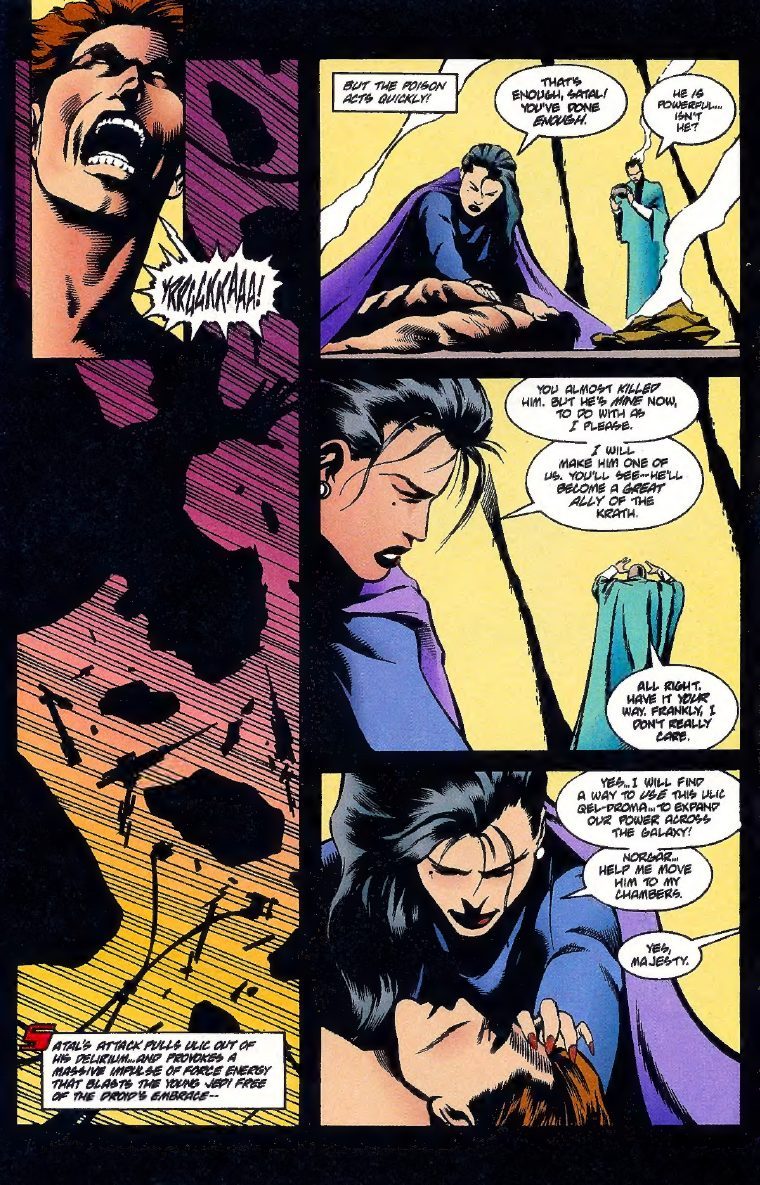 YRRGGKKAAA!
SATAL'S ATTACK PULLS ULIC OUT OF
HIS DELIRIUM...AND PROVOKES A
MASSIVE IMPULSE OF FORCE ENERGY
THAT BLASTS THE YOUNG JEDI FREE
OF THE DROID'S EMBRACE--
BUT THE POISON
ACTS QUICKLY!
THAT'S
ENOUGH, SATAL!
YOU'VE DONE
ENOUGH.
HE IS
POWERFUL...
ISN'T
HE?
YOU ALMOST KILLED
HIM. BUT HE'S MINE NOW,
TO DO WITH AS
I PLEASE.
I WILL
MAKE HIM ONE OF
US. YOU'LL SEE--HE'LL
BECOME A GREAT
ALLY OF THE
KRATH.
ALL RIGHT.
HAVE IT YOUR
WAY. FRANKLY, I
DON'T REALLY
CARE.
YES...I WILL FIND
A WAY TO USE THIS ULIC
QEL-DROMA...TO EXPAND
OUR POWER ACROSS
THE GALAXY!
NORGAR...
HELP ME MOVE
HIM TO MY
CHAMBERS.
YES,
MAJESTY.